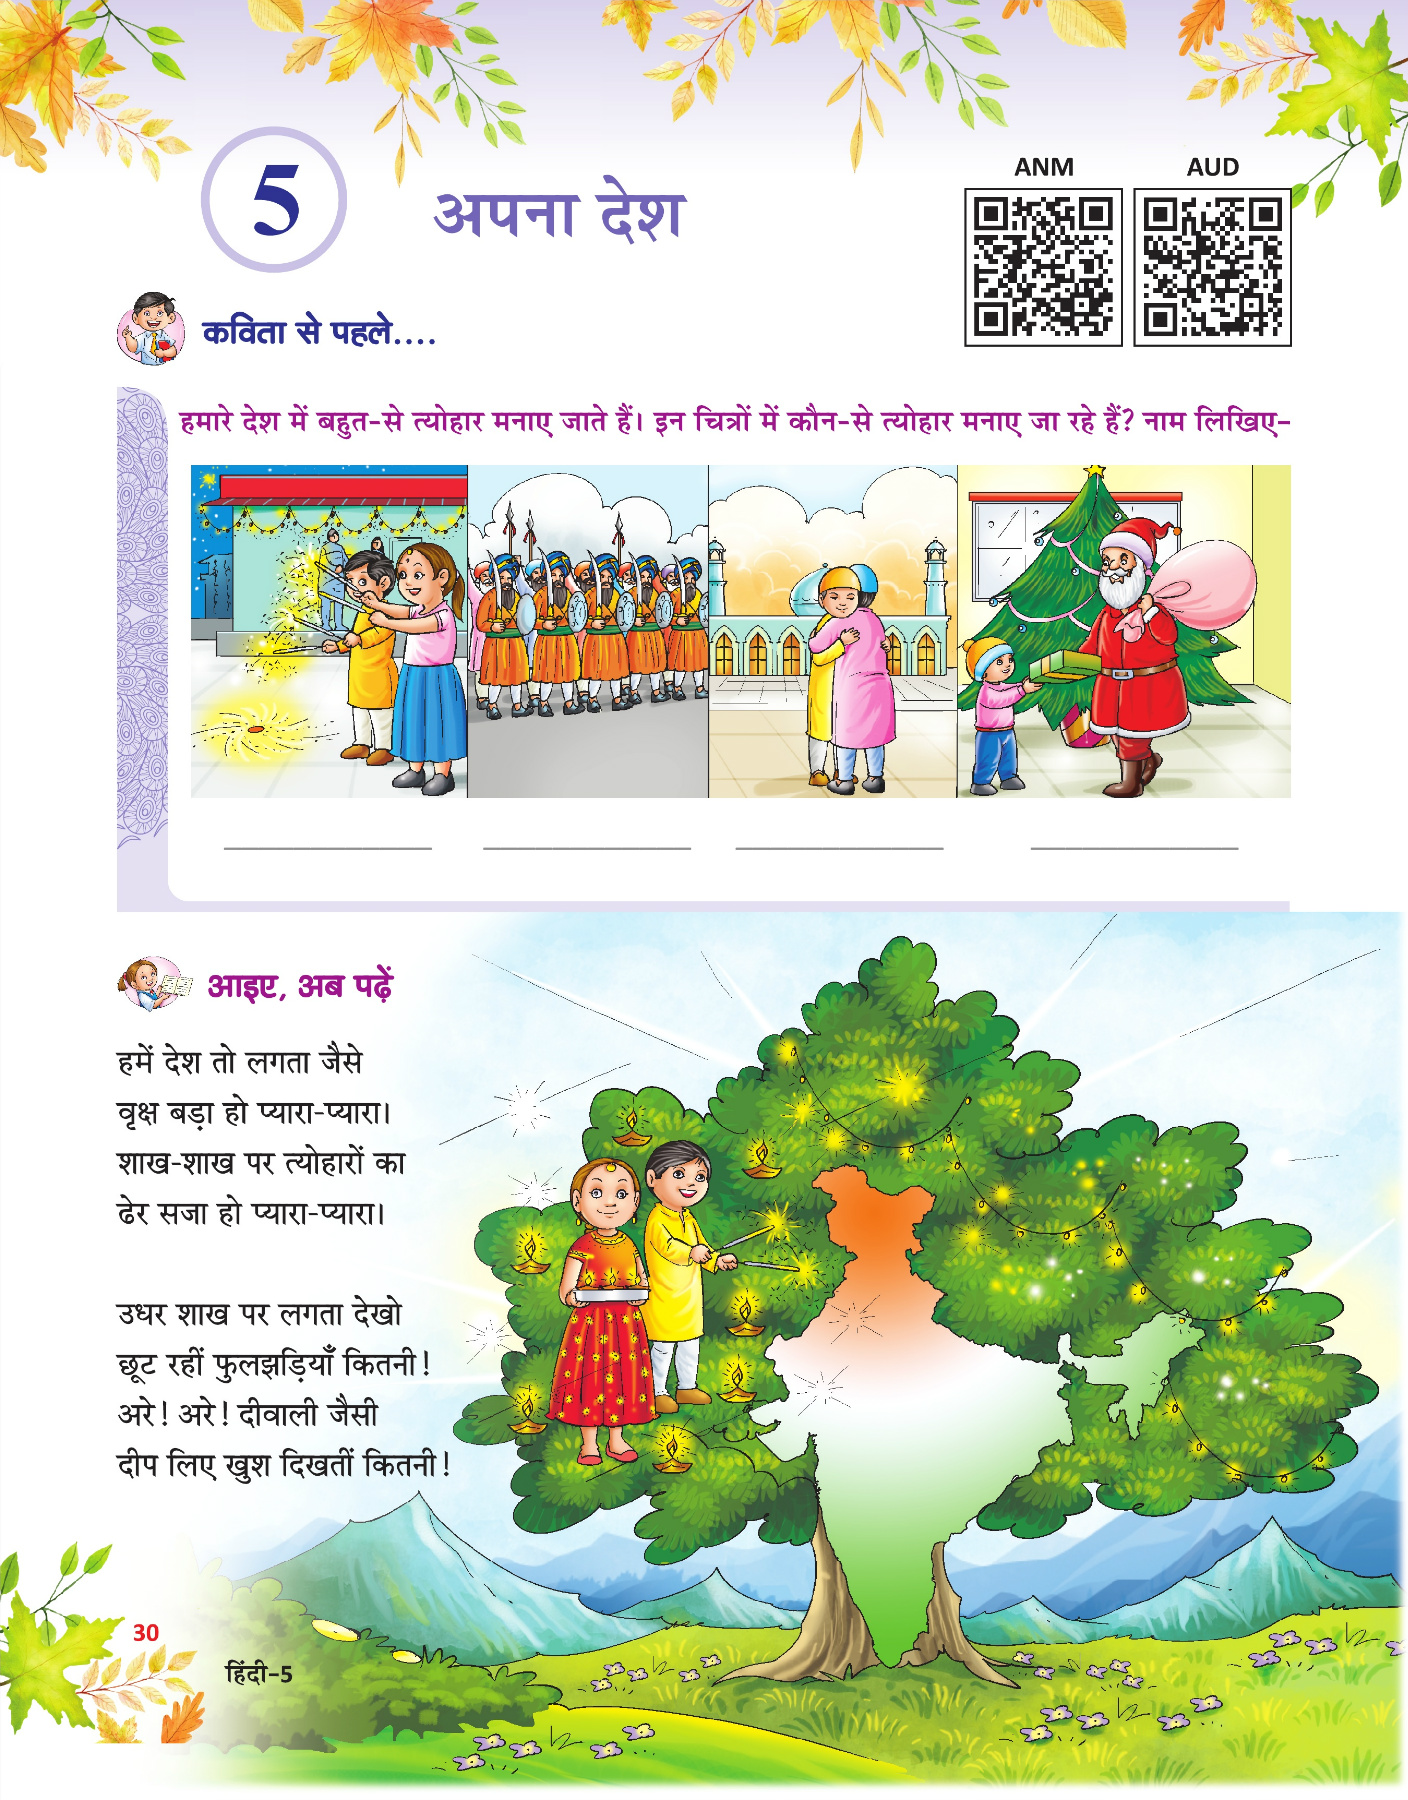 5
अपना देश
ANM
AUD
कविता से पहले....
हमारे देश में बहुत-से त्योहार मनाए जाते हैं। इन चित्रों में कौन-से त्योहार मनाए जा रहे हैं? नाम लिखिए-
आइए, अब पढ़ें
हमें देश तो लगता जैसे
वृक्ष बड़ा हो प्यारा-प्यारा।
शाख-शाख पर त्योहारों का
ढेर सजा हो प्यारा-प्यारा।
उधर शाख पर लगता देखो
छूट रहीं फुलझड़ियाँ कितनी!
अरे! अरे! दीवाली जैसी
दीप लिए खुश दिखतीं कितनी!
30
हिंदी-5